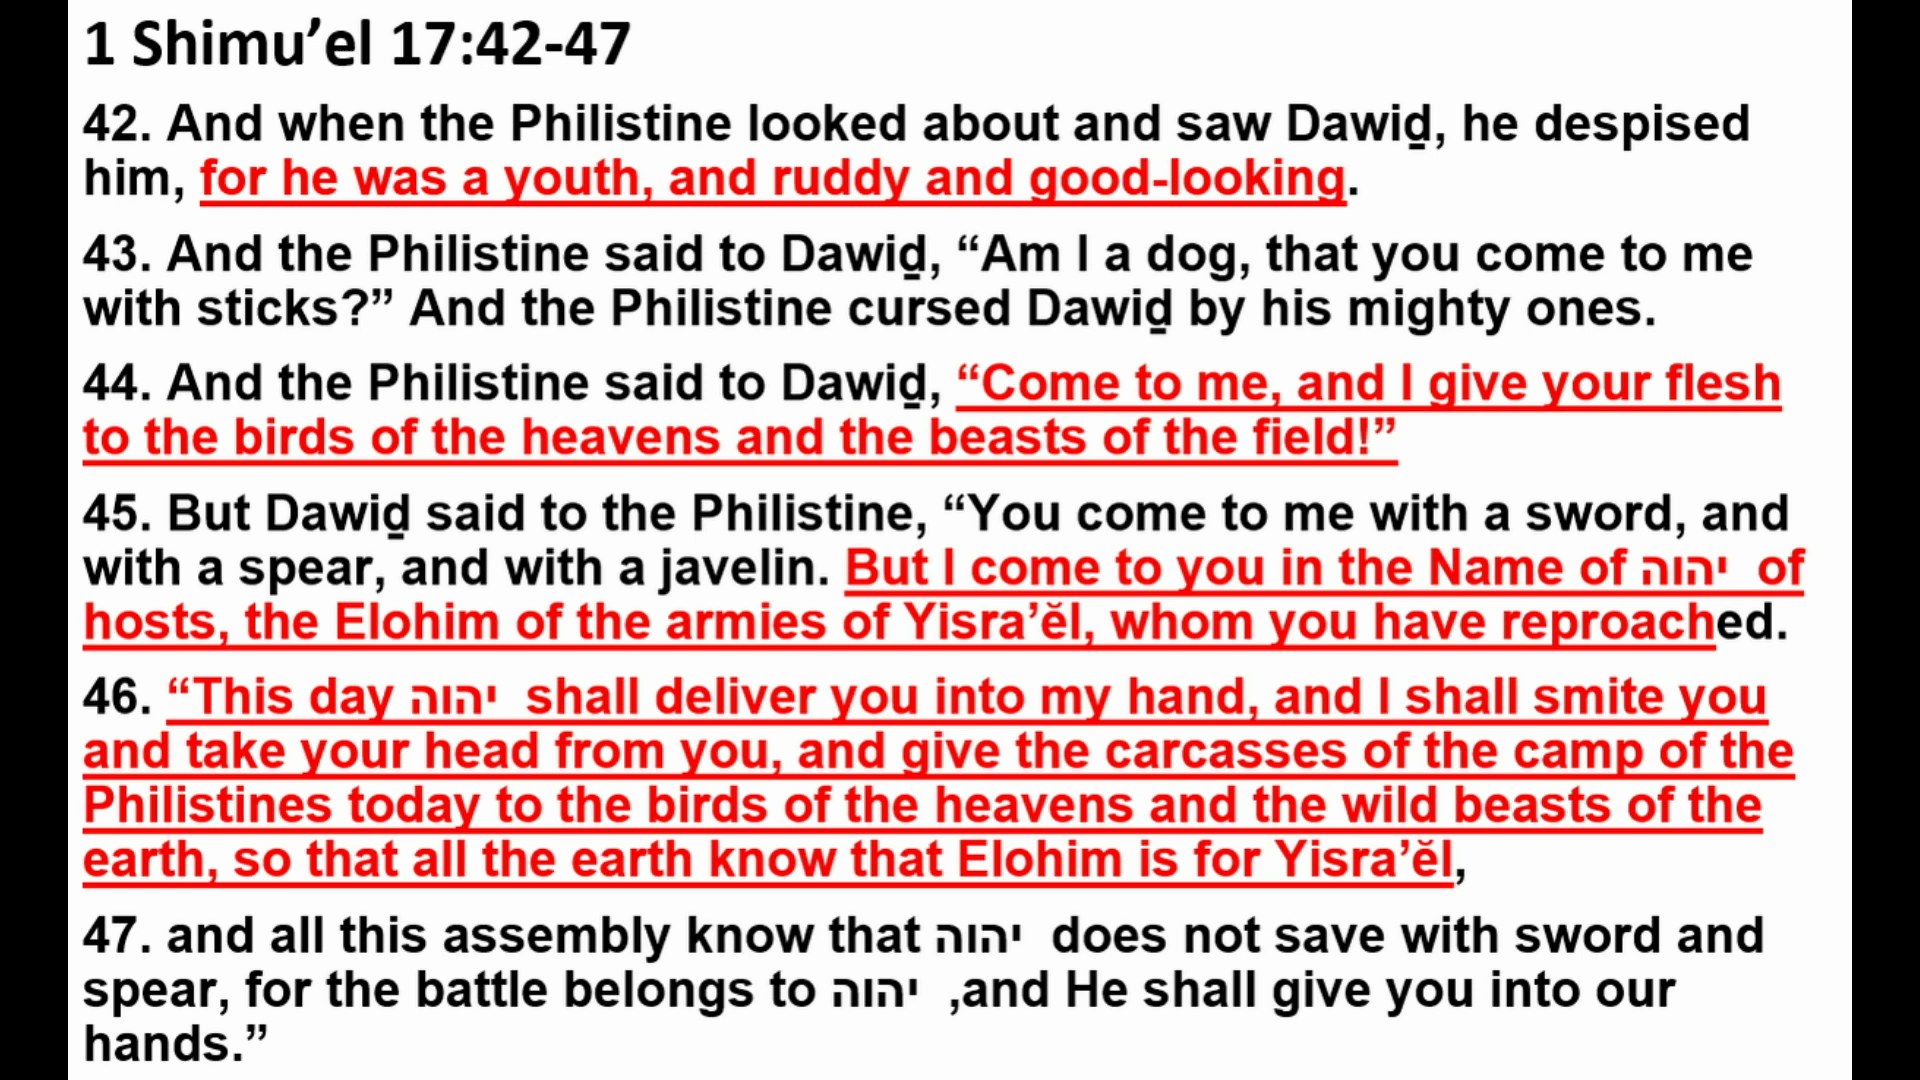 1 Shimu’el 17:42-47
42. And when the Philistine looked about and saw Dawiḏ, he despised
him, for he was a youth, and ruddy and good-looking.
43. And the Philistine said to Dawiḏ, “Am I a dog, that you come to me
with sticks?” And the Philistine cursed Dawiḏ by his mighty ones.
44. And the Philistine said to Dawiḏ, “Come to me, and I give your flesh
to the birds of the heavens and the beasts of the field!”
45. But Dawiḏ said to the Philistine, “You come to me with a sword, and
with a spear, and with a javelin. But I come to you in the Name of יהוה of
hosts, the Elohim of the armies of Yisra’ĕl, whom you have reproached.
46. “This day יהוה shall deliver you into my hand, and I shall smite you
and take your head from you, and give the carcasses of the camp of the
Philistines today to the birds of the heavens and the wild beasts of the
earth, so that all the earth know that Elohim is for Yisra’ĕl,
47. and all this assembly know that יהוה does not save with sword and
spear, for the battle belongs to יהוה ,and He shall give you into our
hands.”